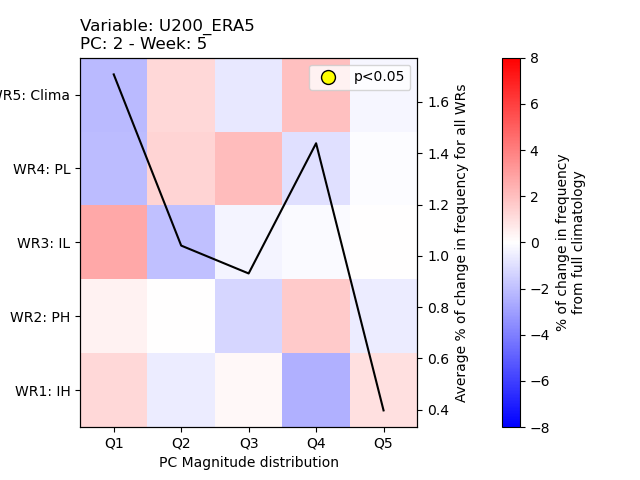 Variable: U200_ERA5
PC: 2 - Week: 5
p<0.05
WR5: Clima
WR4: PL
WR3: IL
WR2: PH
WR1: IH
Q1 Q2 Q3 Q4 Q5
PC Magnitude distribution
1.6
1.4
1.2
1.0
0.8
0.6
0.4
Average % of change in frequency for all WRs
8
6
4
2
0
−2
−4
−6
−8
% of change in frequency
from full climatology